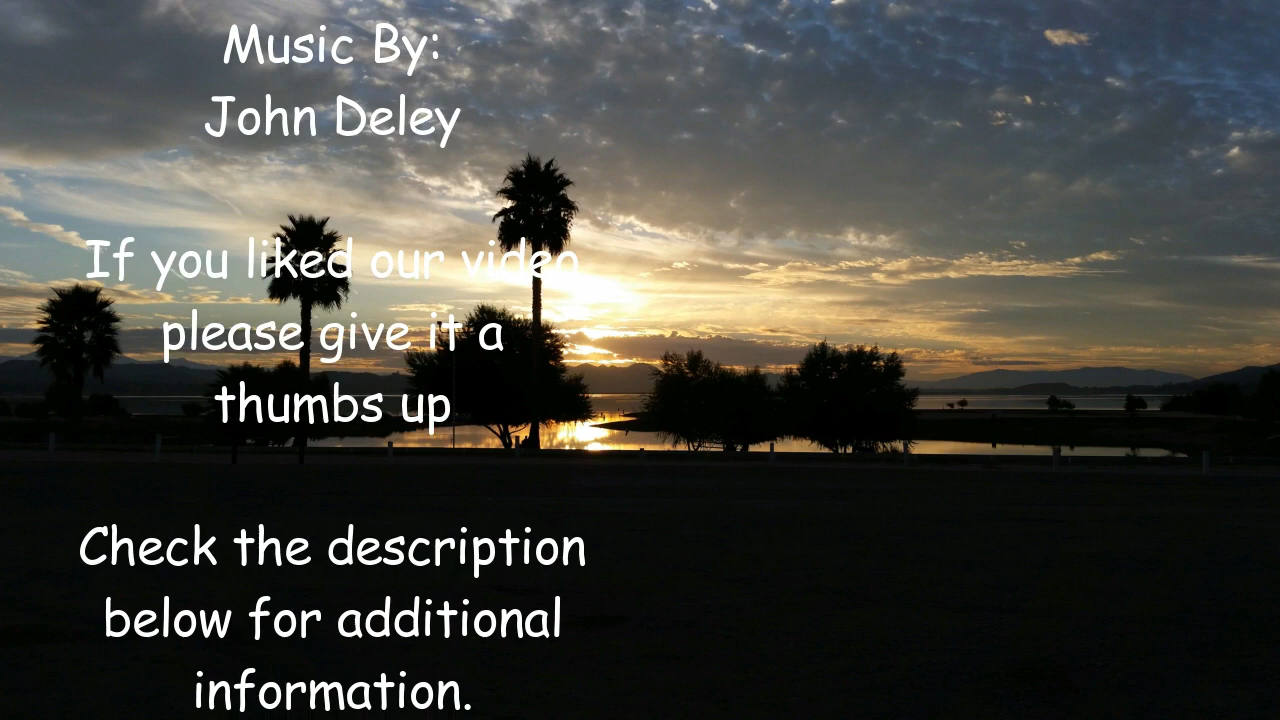 Music By:
John Deley
If you liked our video
please give it a
thumbs up
Check the description
below for additional
information.